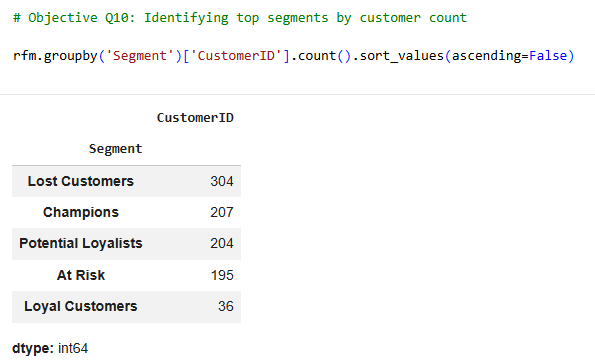 # Objective Q10: Identifying top segments by customer count
rfm.groupby('Segment')['CustomerID'].count().sort_values(ascending=False)
CustomerID
Segment
Lost Customers 304
Champions 207
Potential Loyalists 204
At Risk 195
Loyal Customers 36
dtype: int64